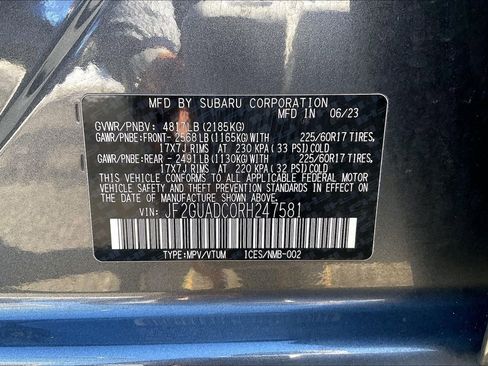 MFD. BY SUBARU CORPORATION
MFD IN 06/23
GVWR/PNBV: 4817LB (2185KG)
GAWR/PNBE:FRONT- 2568LB(1165KG)WITH 225/60R17 TIRES,
17X7J RIMS AT 230 KPA(33 PSI)COLD
GAWR/PNBE:REAR -2491LB(1130KG)WITH 225/60R17 TIRES,
17X7J RIMS AT 220 KPA(32 PSI)COLD
THIS VEHICLE CONFORMS TO ALL APPLICABLE FEDERAL MOTOR
VEHICLE SAFETY AND THEFT PREVENTION STANDARDS IN EFFECT ON
THE DATE OF MANUFACTURE SHOWN ABOVE.
VIN: JF2GUADC0RH247581
TYPE:MPV/VTUM ICES/NMB-002